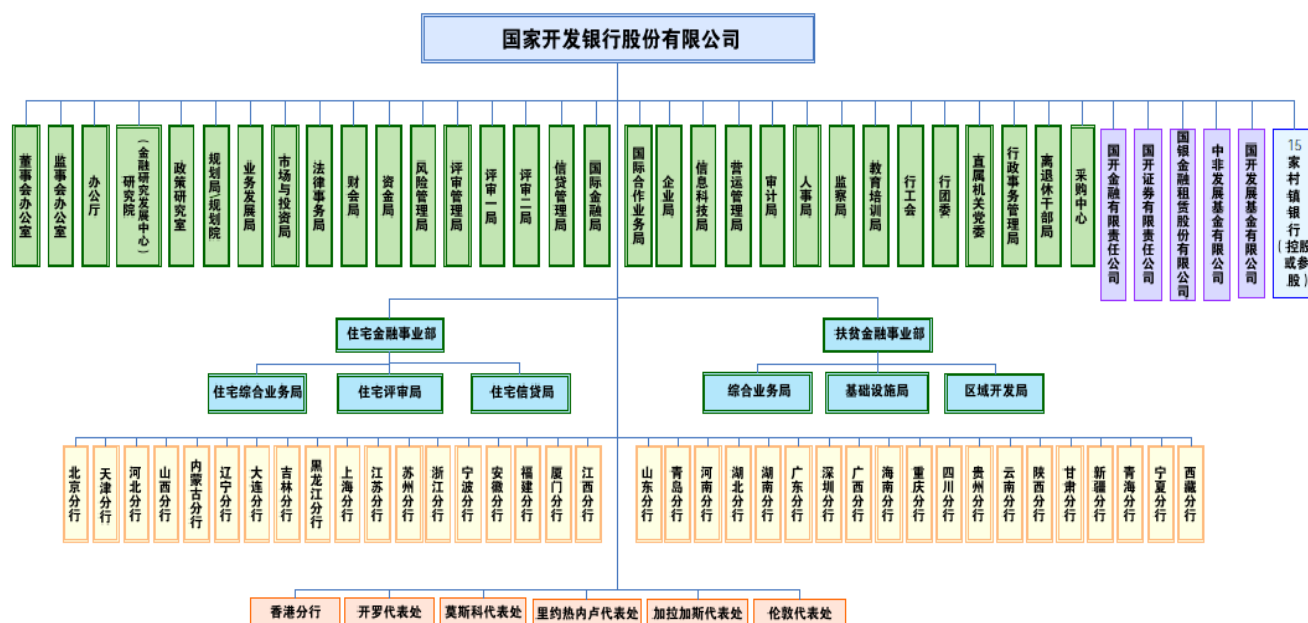 国家开发银行股份有限公司
董事会办公室
监事会办公室
办公厅
研究院
（金融研究发展中心）
政策研究室
规划局·规划院
业务发展局
市场与投资局
法律事务局
财会局
资金局
风险管理局
评审管理局
评审一局
评审二局
信贷管理局
国际金融局
国际合作业务局
企业局
信息科技局
营运管理局
审计局
人事局
监察局
教育培训局
行工会
行团委
直属机关党委
行政事务管理局
离退休干部局
采购中心
国开金融有限责任公司
国开证券有限责任公司
国银金融租赁股份有限公司
中非发展基金有限公司
国开发展基金有限公司
15
家村镇银行
（控股
或参
股）
住宅金融事业部
扶贫金融事业部
住宅综合业务局
住宅评审局
住宅信贷局
综合业务局
基础设施局
区域开发局
北京分行
天津分行
河北分行
山西分行
内蒙古分行
辽宁分行
大连分行
吉林分行
黑龙江分行
上海分行
江苏分行
苏州分行
浙江分行
宁波分行
安徽分行
福建分行
厦门分行
江西分行
山东分行
青岛分行
河南分行
湖北分行
湖南分行
广东分行
深圳分行
广西分行
海南分行
重庆分行
四川分行
贵州分行
云南分行
陕西分行
甘肃分行
新疆分行
青海分行
宁夏分行
西藏分行
香港分行
开罗代表处
莫斯科代表处
里约热内卢代表处
加拉加斯代表处
伦敦代表处